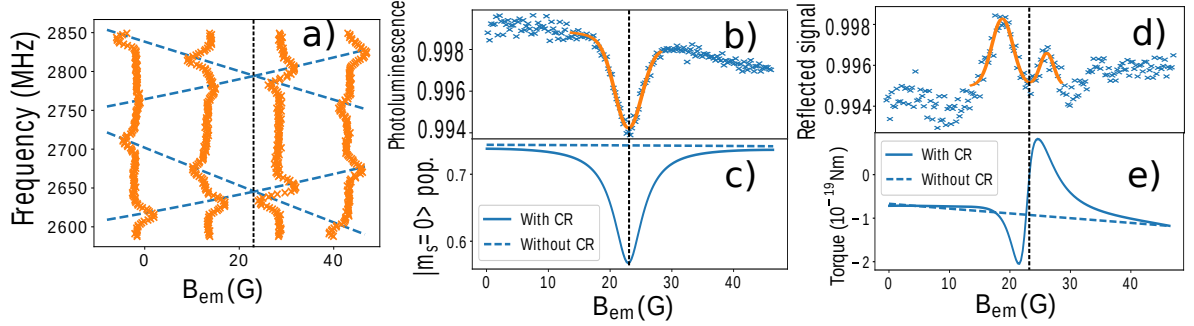 a)
Frequency (MHz)
2850
2800
2750
2700
2650
2600
0
20
40
B_em (G)
b)
Photoluminescence
0.998
0.996
0.994
c)
|m_s=0> pop.
0.7
0.6
With CR
Without CR
0 10 20 30 40
B_em (G)
d)
Reflected signal
0.998
0.996
0.994
e)
Torque (10^-19 Nm)
0
−1
−2
With CR
Without CR
0 10 20 30 40
B_em (G)